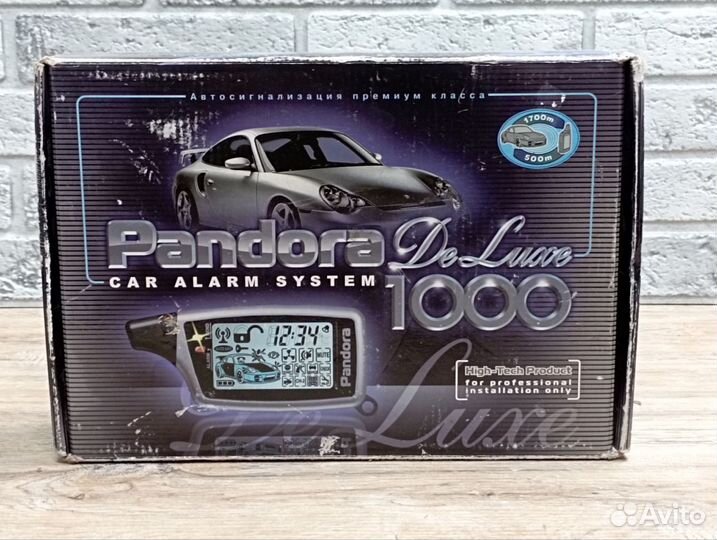 Автосигнализация премиум класса
1700m
500m
Pandora De Luxe
CAR ALARM SYSTEM
1000
12:34
Pandora
High-Tech Product
for professional
installation only
De Luxe
Avito